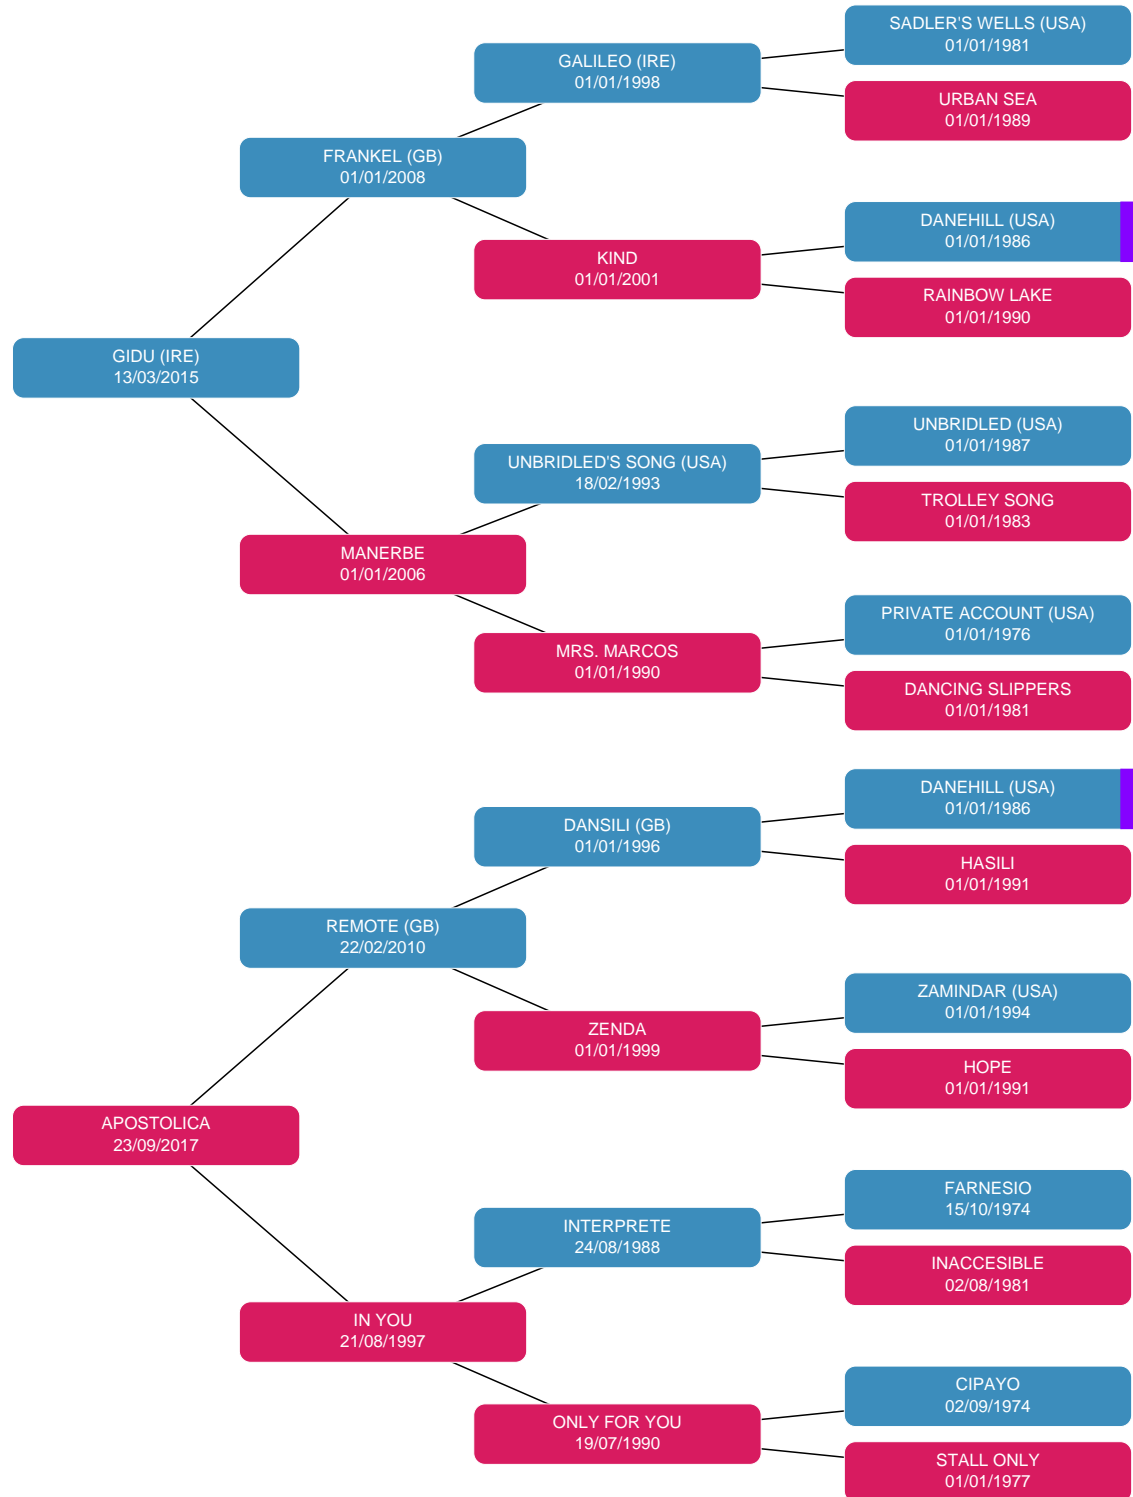 SADLER'S WELLS (USA)
01/01/1981
GALILEO (IRE)
01/01/1998
URBAN SEA
01/01/1989
FRANKEL (GB)
01/01/2008
DANEHILL (USA)
01/01/1986
KIND
01/01/2001
RAINBOW LAKE
01/01/1990
GIDU (IRE)
13/03/2015
UNBRIDLED (USA)
01/01/1987
UNBRIDLED'S SONG (USA)
18/02/1993
TROLLEY SONG
01/01/1983
MANERBE
01/01/2006
PRIVATE ACCOUNT (USA)
01/01/1976
MRS. MARCOS
01/01/1990
DANCING SLIPPERS
01/01/1981
DANEHILL (USA)
01/01/1986
DANSILI (GB)
01/01/1996
HASILI
01/01/1991
REMOTE (GB)
22/02/2010
ZAMINDAR (USA)
01/01/1994
ZENDA
01/01/1999
HOPE
01/01/1991
APOSTOLICA
23/09/2017
FARNESIO
15/10/1974
INTERPRETE
24/08/1988
INACCESIBLE
02/08/1981
IN YOU
21/08/1997
CIPAYO
02/09/1974
ONLY FOR YOU
19/07/1990
STALL ONLY
01/01/1977